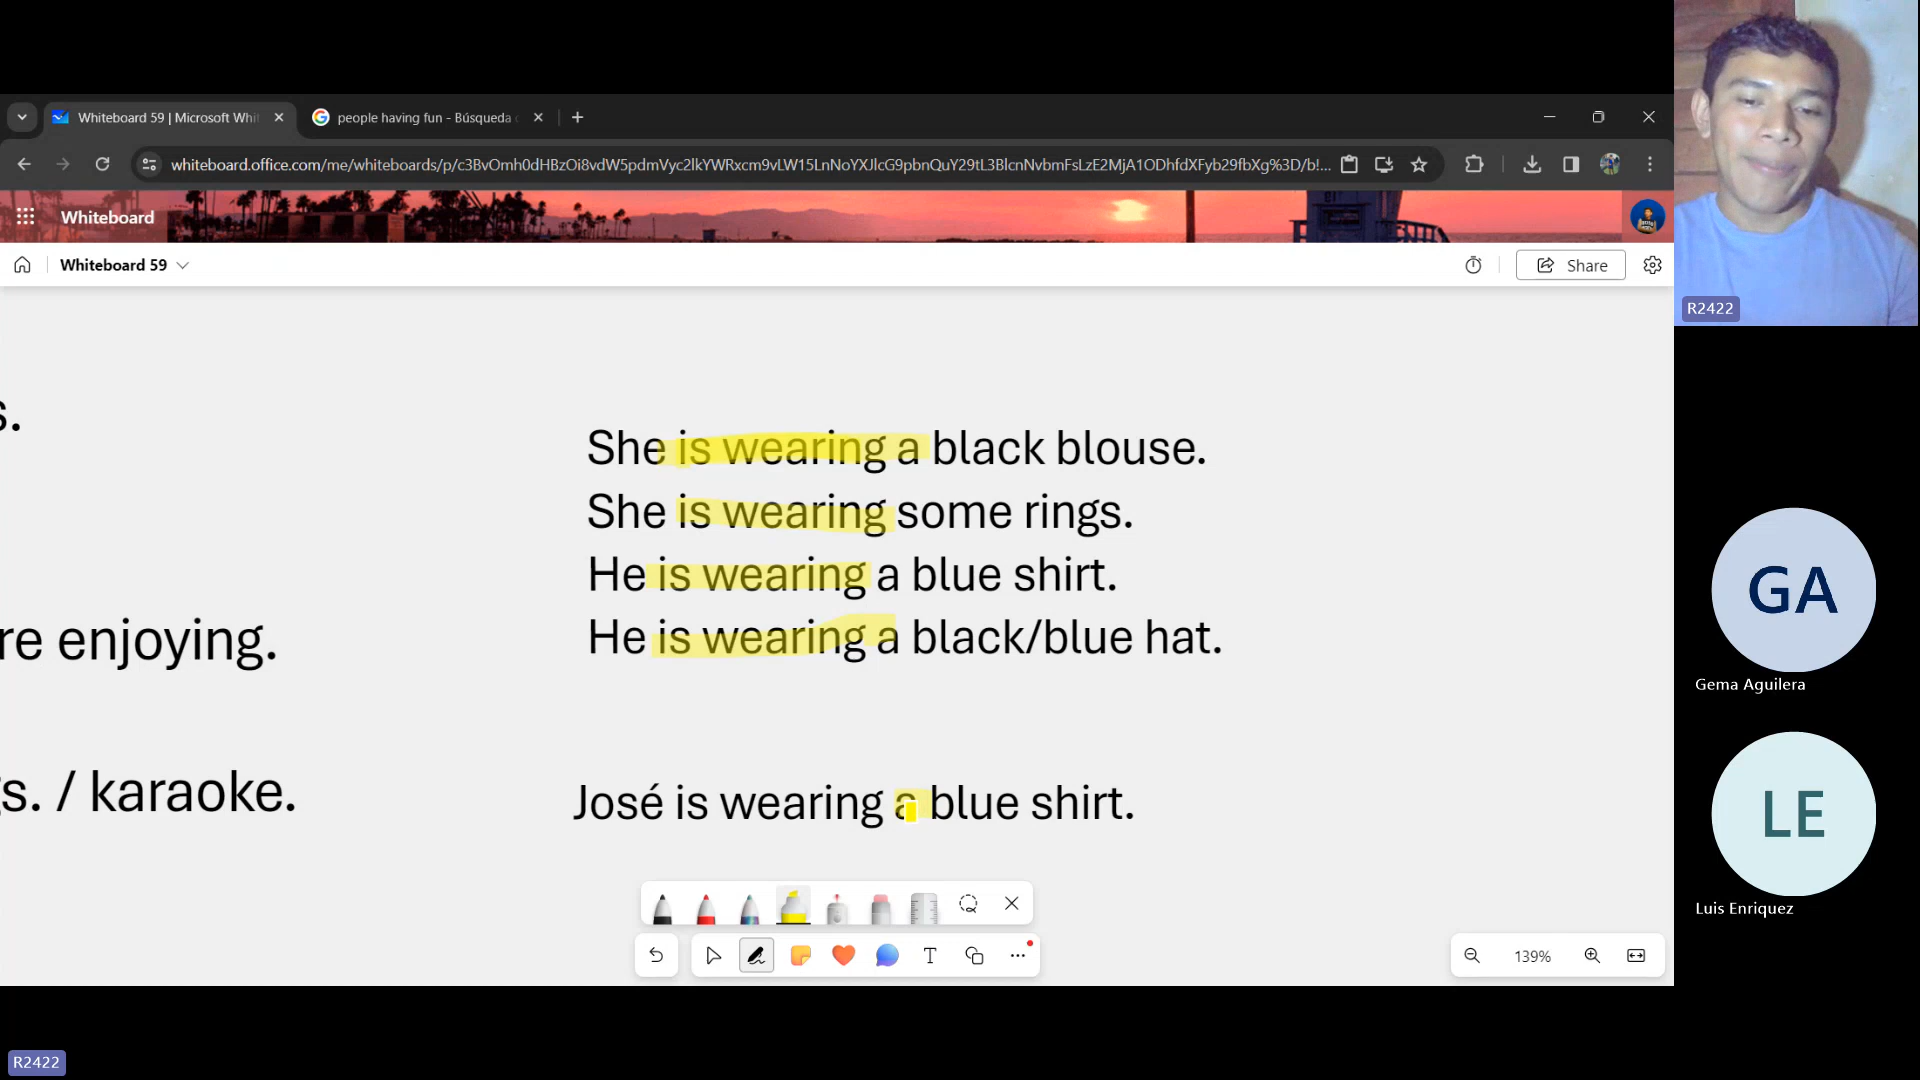 Whiteboard 59 | Microsoft Whi
people having fun - Búsqueda
whiteboard.office.com/me/whiteboards/p/c3BvOmh0dHBzOi8vdW5pdmVyc2lkYWRxcm9vLW15LnNoYXJlcG9pbnQuY29tL3BlcnNvbmFsLzE2MjA1ODhfdXFyb29fbXg%3D/b!...
Whiteboard
Whiteboard 59
Share
s.
She is wearing a black blouse.
She is wearing some rings.
He is wearing a blue shirt.
He is wearing a black/blue hat.
re enjoying.
gs. / karaoke.
José is wearing a blue shirt.
T
139%
R2422
GA
Gema Aguilera
LE
Luis Enriquez
R2422